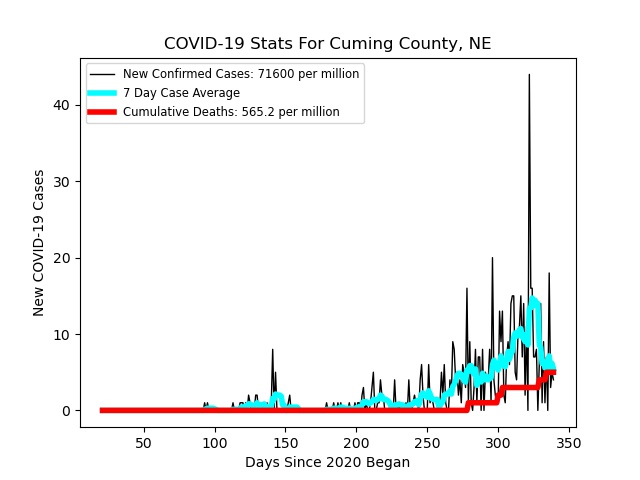 COVID-19 Stats For Cuming County, NE
New Confirmed Cases: 71600 per million
7 Day Case Average
Cumulative Deaths: 565.2 per million
New COVID-19 Cases
40
30
20
10
0
50 100 150 200 250 300 350
Days Since 2020 Began